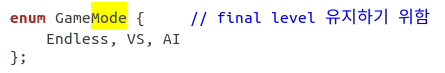 enum GameMode {     // final level 유지하기 위함
    Endless, VS, AI
};